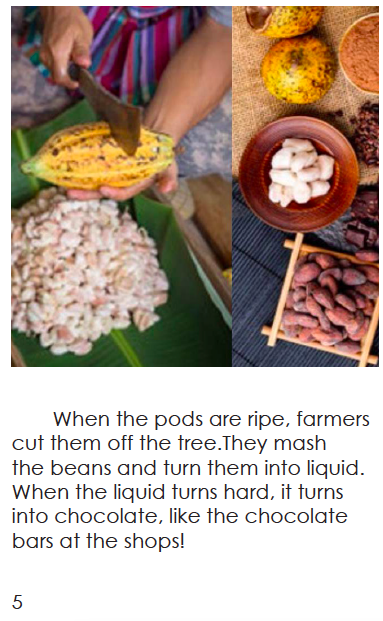 When the pods are ripe, farmers
cut them off the tree.They mash
the beans and turn them into liquid.
When the liquid turns hard, it turns
into chocolate, like the chocolate
bars at the shops!
5